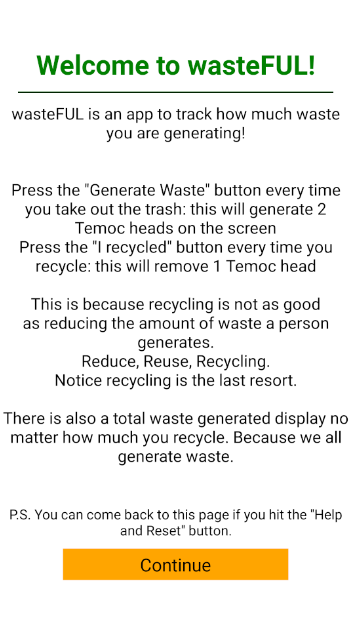 Welcome to wasteFUL!
wasteFUL is an app to track how much waste
you are generating!
Press the "Generate Waste" button every time
you take out the trash: this will generate 2
Temoc heads on the screen
Press the "I recycled" button every time you
recycle: this will remove 1 Temoc head
This is because recycling is not as good
as reducing the amount of waste a person
generates.
Reduce, Reuse, Recycling.
Notice recycling is the last resort.
There is also a total waste generated display no
matter how much you recycle. Because we all
generate waste.
P.S. You can come back to this page if you hit the "Help
and Reset" button.
Continue